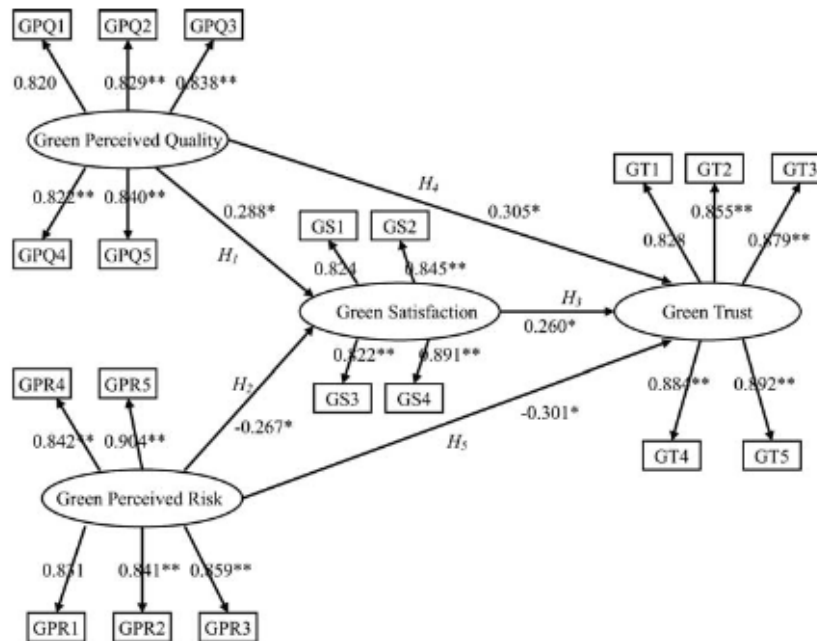 GPQ1 GPQ2 GPQ3
0.820 0.829** 0.838**
Green Perceived Quality
0.822** 0.840**
GPQ4 GPQ5
H4
0.305*
0.288*
H1
GS1 GS2
0.824 0.845**
Green Satisfaction
0.822** 0.891**
GS3 GS4
H3
0.260*
GT1 GT2 GT3
0.828 0.855** 0.879**
Green Trust
0.884** 0.892**
GT4 GT5
H2
-0.267*
-0.301*
H5
GPR4 GPR5
0.842** 0.904**
Green Perceived Risk
0.831 0.841** 0.859**
GPR1 GPR2 GPR3